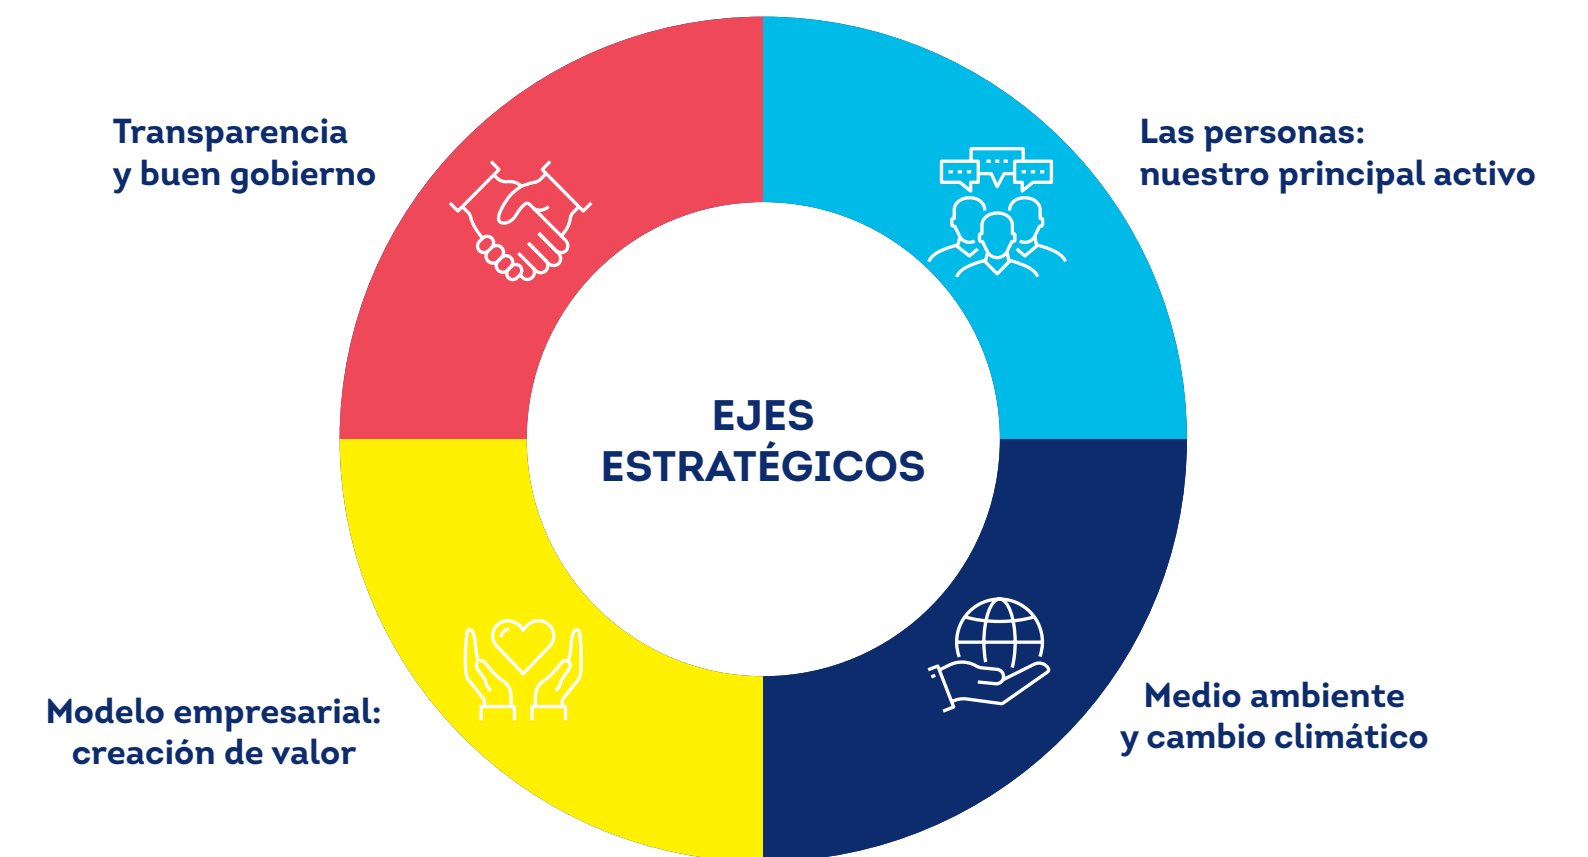 Transparencia
y buen gobierno
Las personas:
nuestro principal activo
EJES
ESTRATÉGICOS
Modelo empresarial:
creación de valor
Medio ambiente
y cambio climático